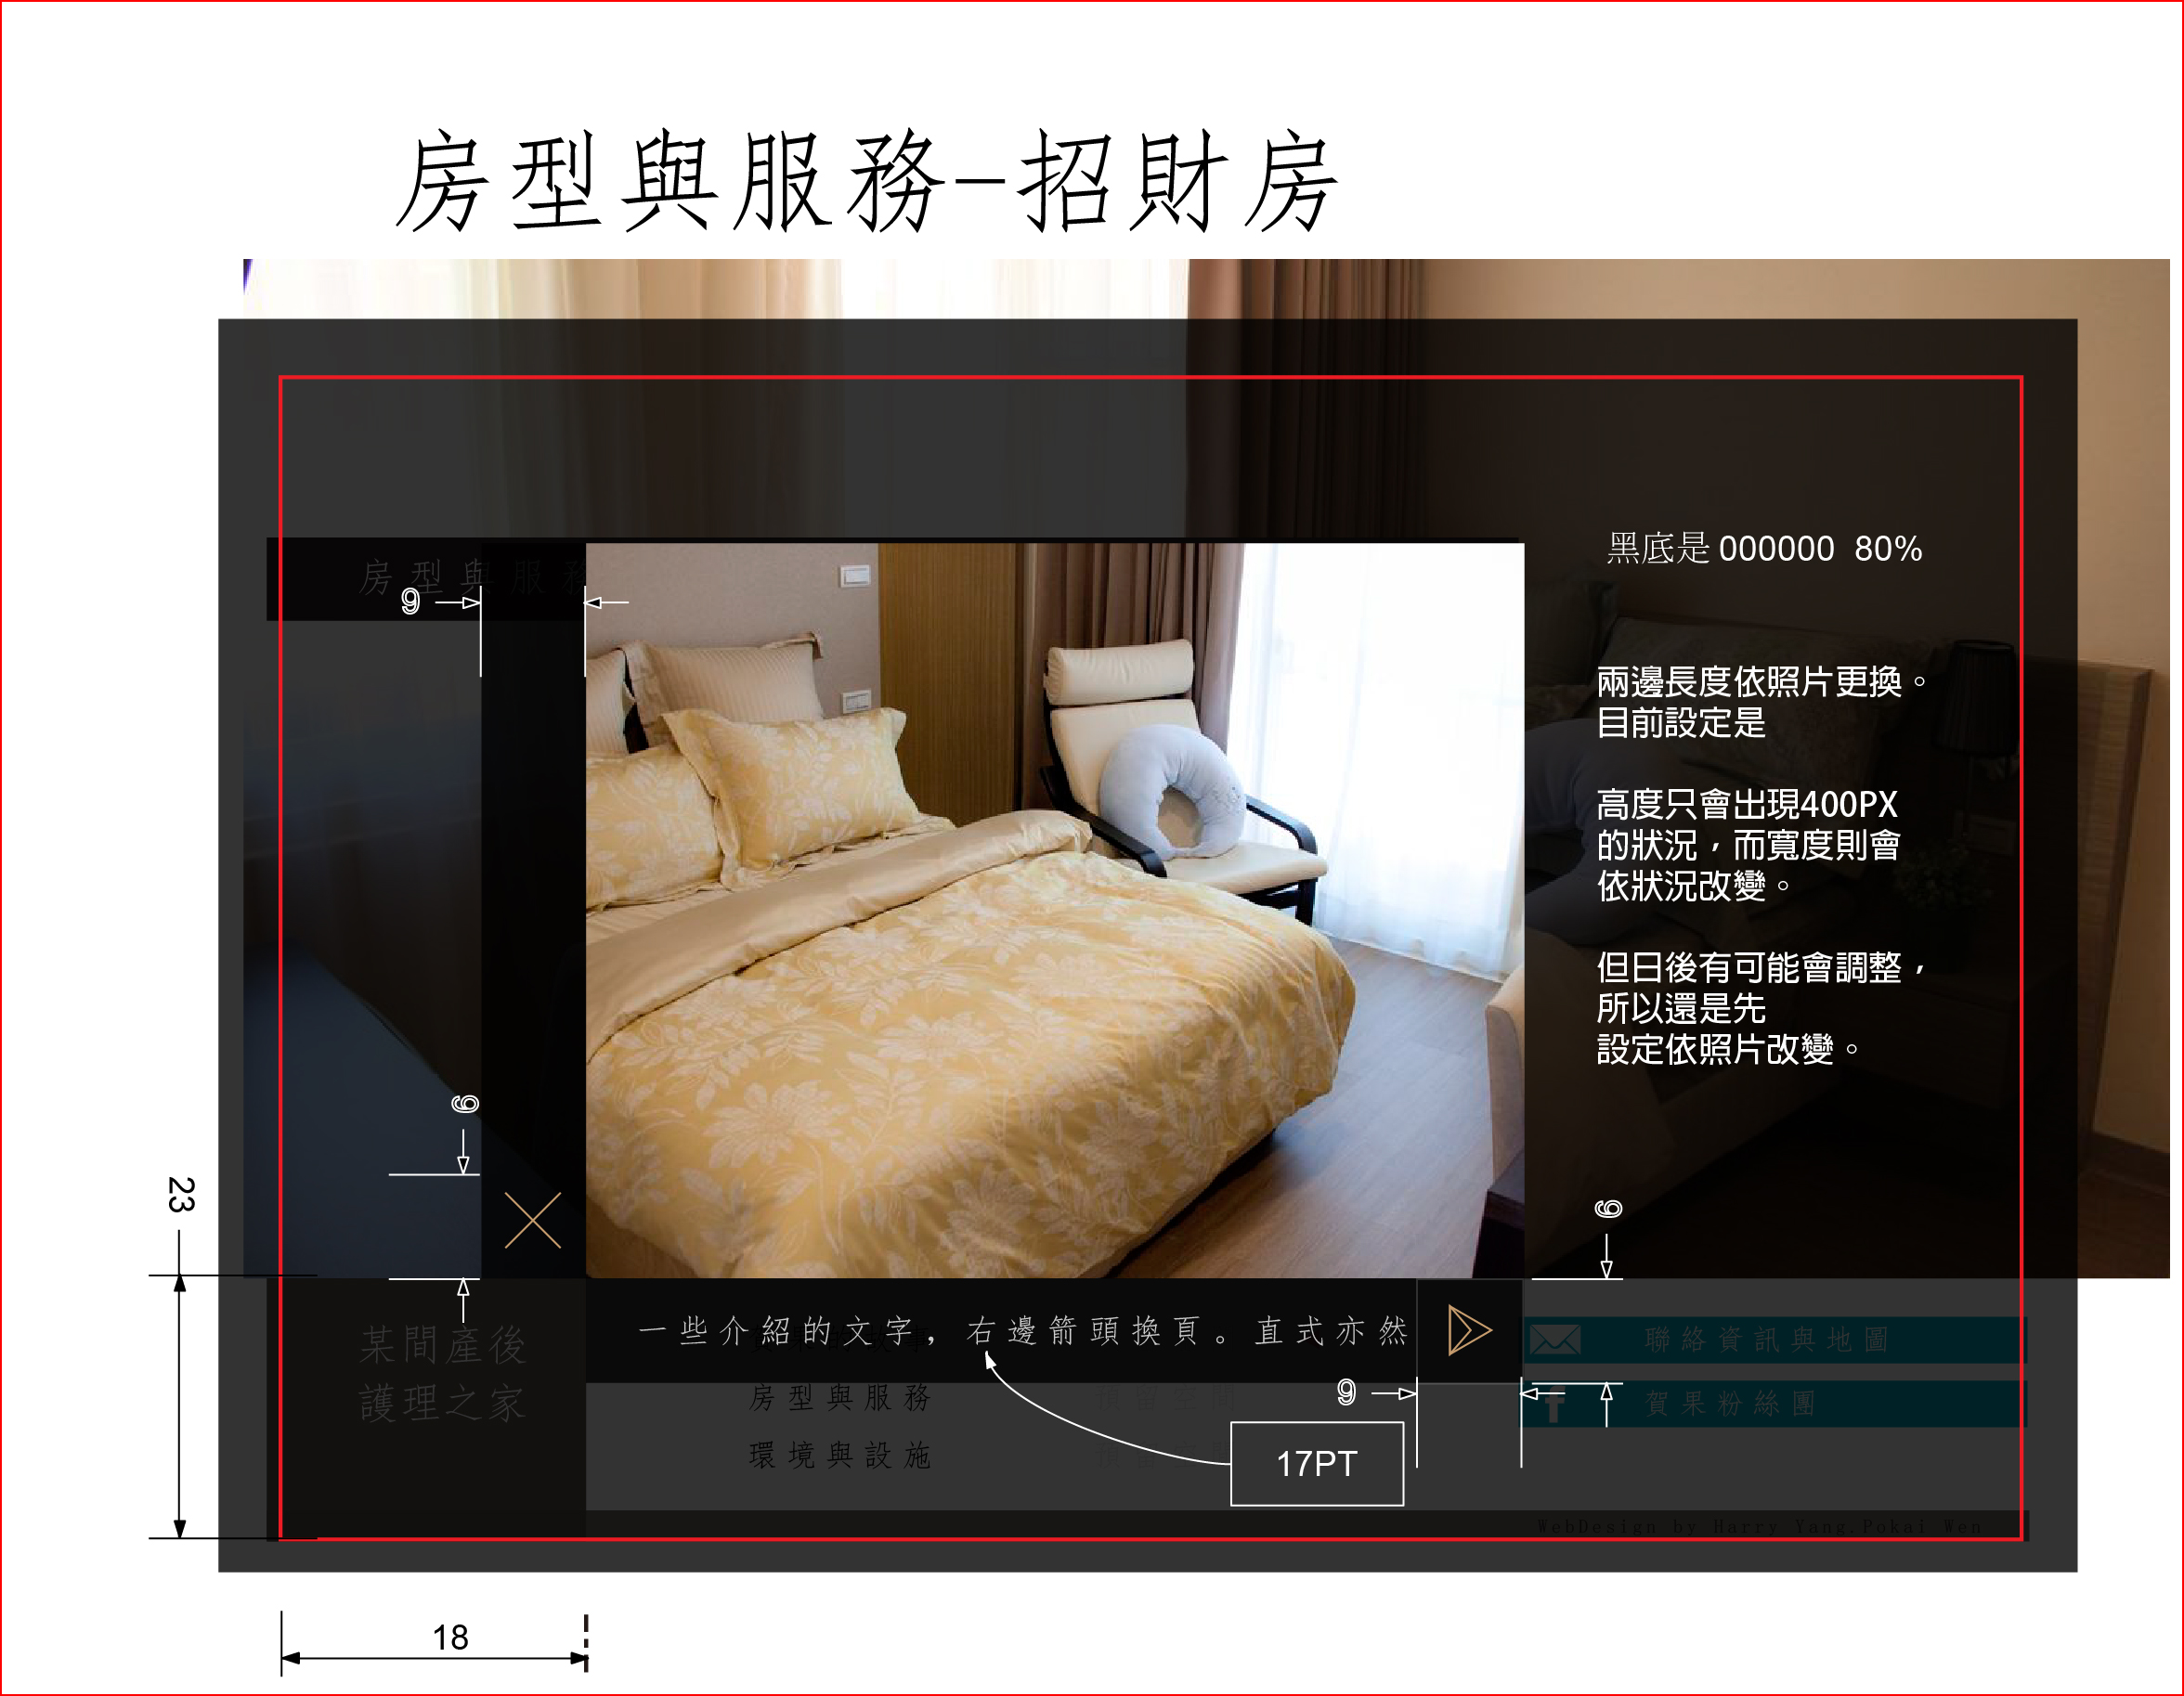 房型與服務-招財房
黑底是 000000 80%
房型與服務
9
兩邊長度依照片更換。
目前設定是
高度只會出現400PX
的狀況，而寬度則會
依狀況改變。
但日後有可能會調整，
所以還是先
設定依照片改變。
9
23
9
一些介紹的文字，右邊箭頭換頁。直式亦然
某間產後
護理之家
聯絡資訊與地圖
9
房型與服務
賀果粉絲團
環境與設施
17PT
WebDesign by Harry Yang.Pokai Wen
18